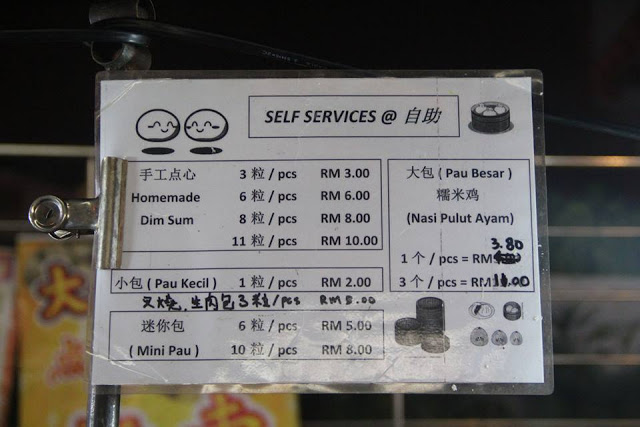 SELF SERVICES @ 自助
手工点心 3 粒 / pcs RM 3.00
Homemade 6 粒 / pcs RM 6.00
Dim Sum 8 粒 / pcs RM 8.00
11 粒 / pcs RM 10.00
小包 ( Pau Kecil ) 1 粒 / pcs RM 2.00
叉烧，生肉包 3 粒/pcs RM 5.00
迷你包 6 粒 / pcs RM 5.00
( Mini Pau ) 10 粒 / pcs RM 8.00
大包 ( Pau Besar )
糯米鸡
(Nasi Pulut Ayam)
3.80
1 个 / pcs = RM
3 个 / pcs = RM 11.00
大